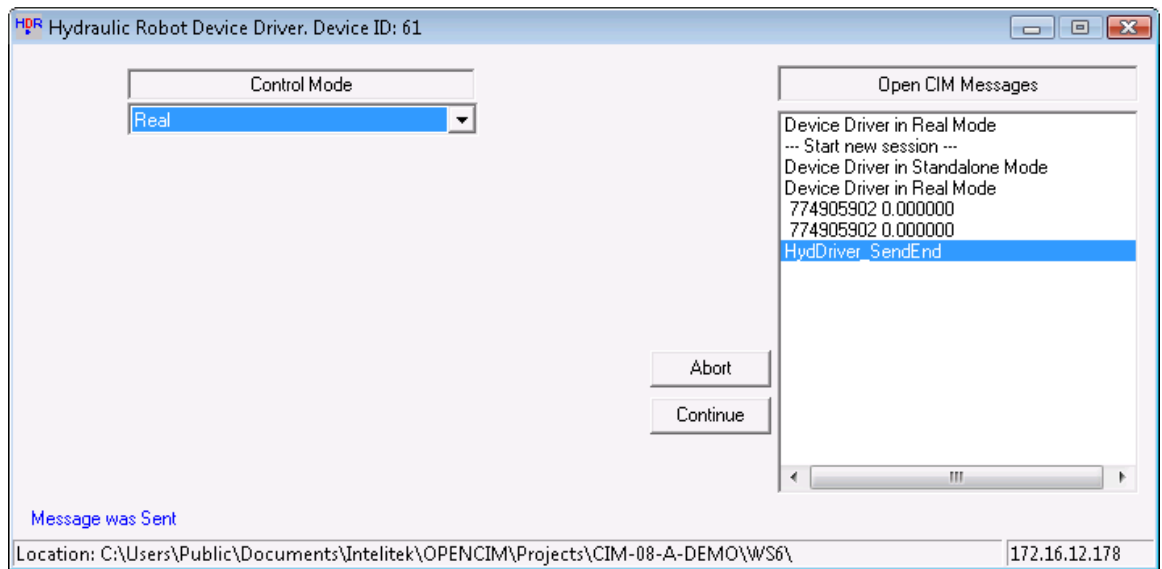 HDR Hydraulic Robot Device Driver. Device ID: 61
Control Mode
Real
Open CIM Messages
Device Driver in Real Mode
--- Start new session ---
Device Driver in Standalone Mode
Device Driver in Real Mode
774905902 0.000000
774905902 0.000000
HydDriver_SendEnd
Abort
Continue
Message was Sent
Location: C:\Users\Public\Documents\Intelitek\OPENCIM\Projects\CIM-08-A-DEMO\WS6\
172.16.12.178